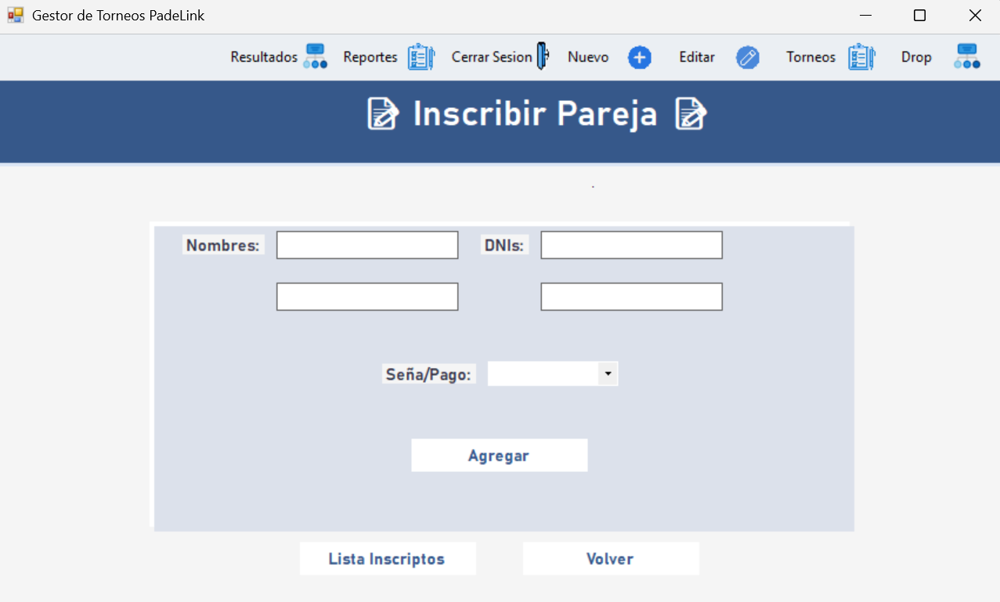 Gestor de Torneos PadeLink
Resultados Reportes Cerrar Sesion Nuevo Editar Torneos Drop
Inscribir Pareja
Nombres: DNIs:
Seña/Pago:
Agregar
Lista Inscriptos Volver